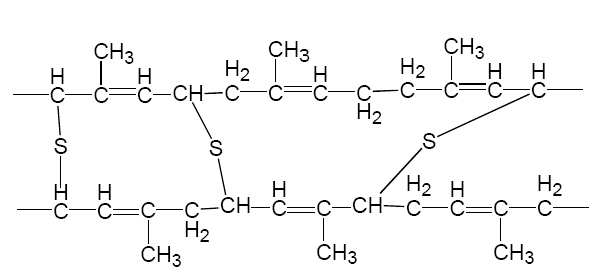 CH₃ CH₃ CH₃
H H H₂ H H₂ H H
C C C CH C C C C C C C C
H₂
S S S
H H H H₂ H H₂
C C C C CH C C CH C C C C
H₂
CH₃ CH₃ CH₃